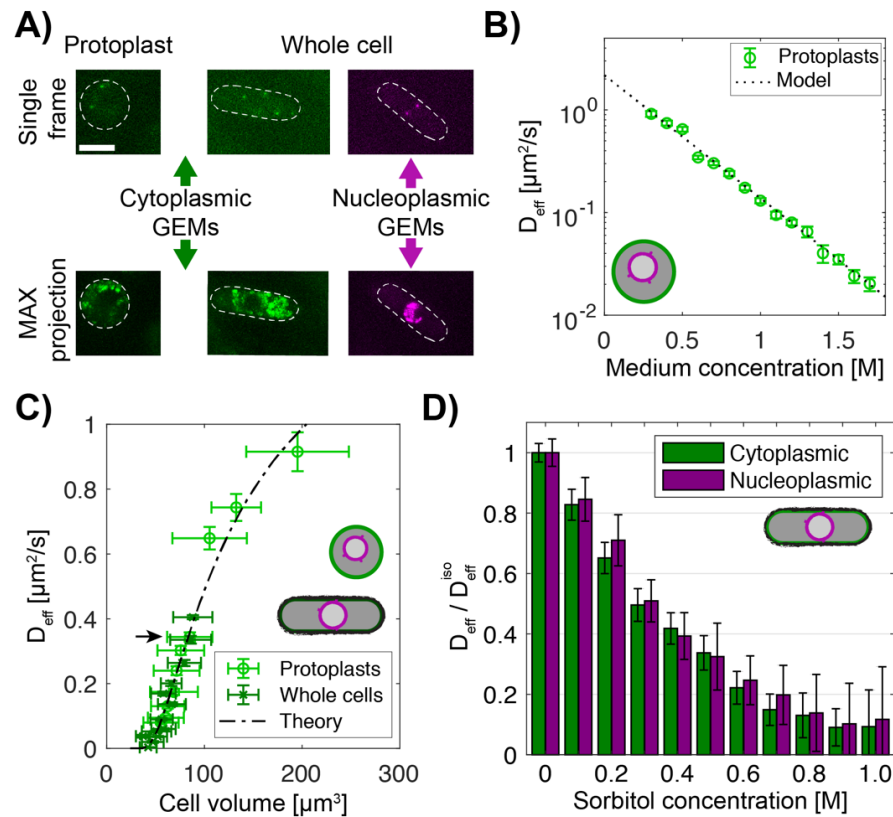 A)
Protoplast
Whole cell
Single
frame
Cytoplasmic
GEMs
Nucleoplasmic
GEMs
MAX
projection
B)
Protoplasts
Model
D_eff [μm²/s]
10⁰
10⁻¹
10⁻²
0 0.5 1 1.5
Medium concentration [M]
C)
D_eff [μm²/s]
1
0.8
0.6
0.4
0.2
0
Protoplasts
Whole cells
Theory
0 100 200 300
Cell volume [μm³]
D)
D_eff / D_eff^iso
1
0.8
0.6
0.4
0.2
0
Cytoplasmic
Nucleoplasmic
0 0.2 0.4 0.6 0.8 1.0
Sorbitol concentration [M]